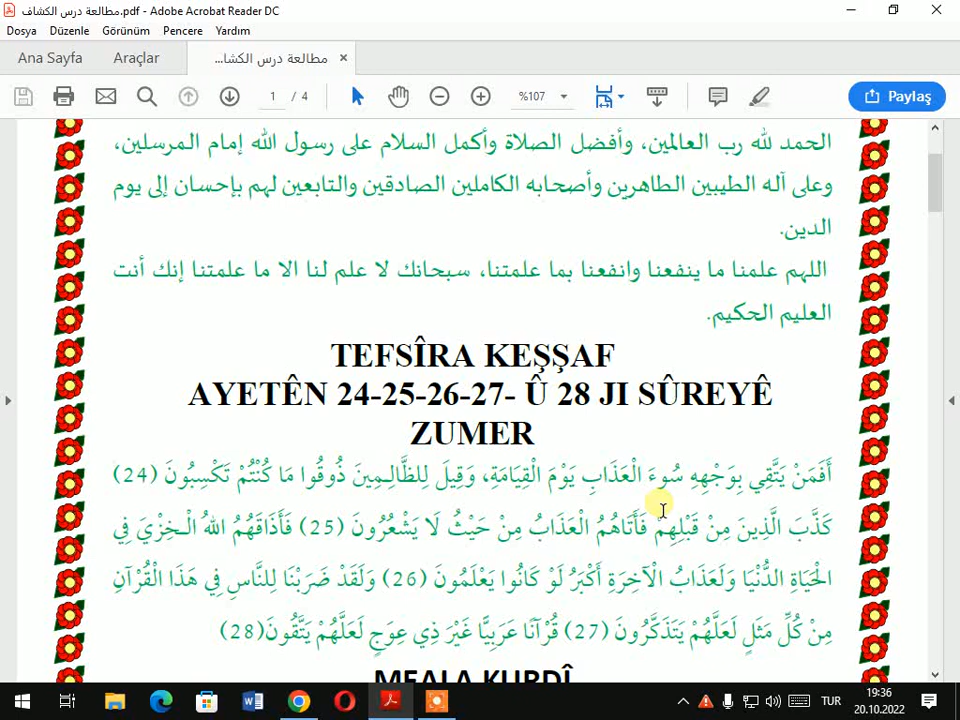 مطالعة درس الكشاف.pdf - Adobe Acrobat Reader DC
Dosya Düzenle Görünüm Pencere Yardım
Ana Sayfa Araçlar مطالعة درس الكشا... ×
1 / 4 %107 Paylaş
الحمد لله رب العالمين، وأفضل الصلاة وأكمل السلام على رسول الله إمام المرسلين،
وعلى آله الطيبين الطاهرين وأصحابه الكاملين الصادقين والتابعين لهم بإحسان إلى يوم
الدين.
اللهم علمنا ما ينفعنا وانفعنا بما علمتنا، سبحانك لا علم لنا الا ما علمتنا إنك أنت
العليم الحكيم.
TEFSÎRA KEŞŞAF
AYETÊN 24-25-26-27- Û 28 JI SÛREYÊ
ZUMER
أَفَمَنْ يَتَّقِي بِوَجْهِهِ سُوءَ الْعَذَابِ يَوْمَ الْقِيَامَةِ، وَقِيلَ لِلظَّالِمِينَ ذُوقُوا مَا كُنْتُمْ تَكْسِبُونَ (24)
كَذَّبَ الَّذِينَ مِنْ قَبْلِهِمْ فَأَتَاهُمُ الْعَذَابُ مِنْ حَيْثُ لَا يَشْعُرُونَ (25) فَأَذَاقَهُمُ اللهُ الْخِزْيَ فِي
الْحَيَاةِ الدُّنْيَا وَلَعَذَابُ الْآخِرَةِ أَكْبَرُ لَوْ كَانُوا يَعْلَمُونَ (26) وَلَقَدْ ضَرَبْنَا لِلنَّاسِ فِي هَذَا الْقُرْآنِ
مِنْ كُلِّ مَثَلٍ لَعَلَّهُمْ يَتَذَكَّرُونَ (27) قُرْآنًا عَرَبِيًّا غَيْرَ ذِي عِوَجٍ لَعَلَّهُمْ يَتَّقُونَ(28)
MEALA KURDÎ
TUR 19:36
20.10.2022